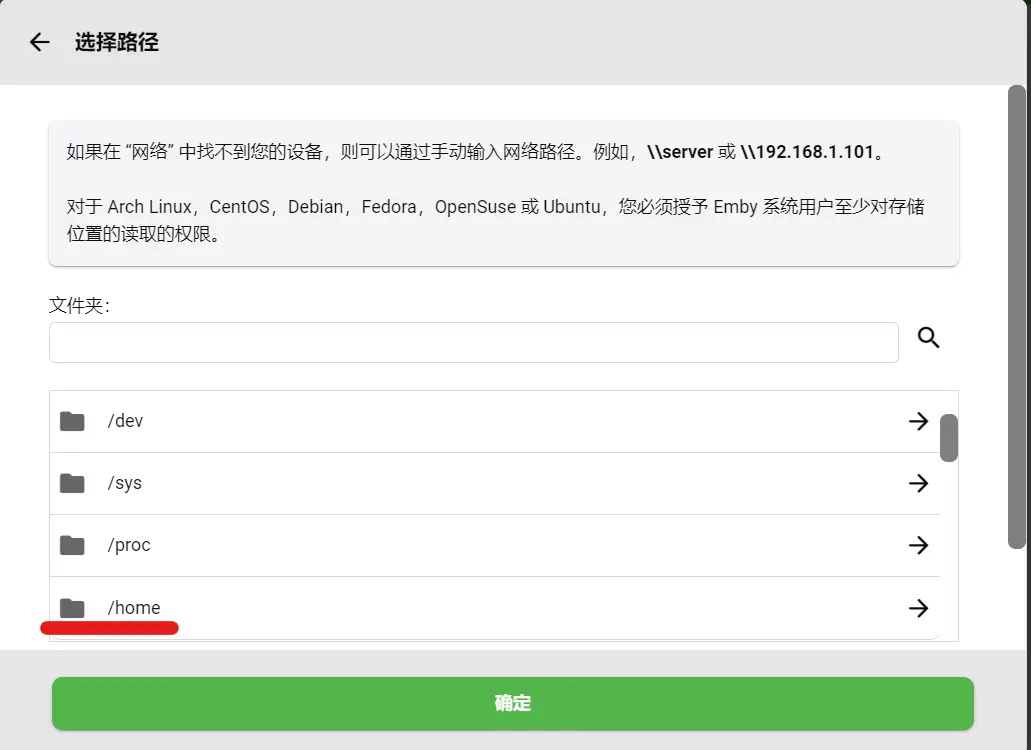 选择路径
如果在 “网络” 中找不到您的设备，则可以通过手动输入网络路径。例如，\\server 或 \\192.168.1.101。
对于 Arch Linux，CentOS，Debian，Fedora，OpenSuse 或 Ubuntu，您必须授予 Emby 系统用户至少对存储
位置的读取的权限。
文件夹:
/dev
/sys
/proc
/home
确定